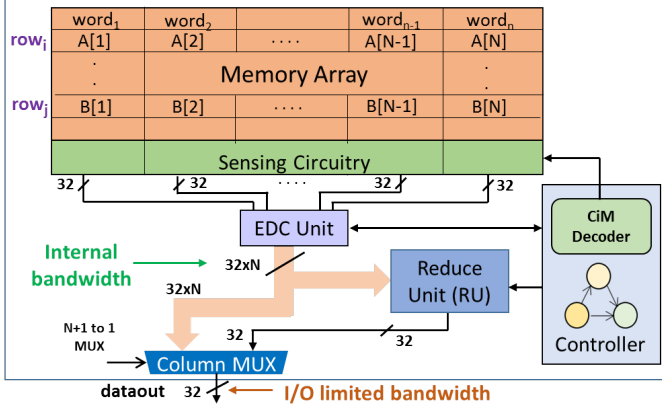 word1 word2 wordn-1 wordn
rowi A[1] A[2] .... A[N-1] A[N]
Memory Array
rowj B[1] B[2] .... B[N-1] B[N]
Sensing Circuitry
32 32 .... 32 32
EDC Unit
CiM
Decoder
Internal
bandwidth
32xN
32xN
Reduce
Unit (RU)
Controller
N+1 to 1
MUX
32
32
Column MUX
dataout 32 I/O limited bandwidth